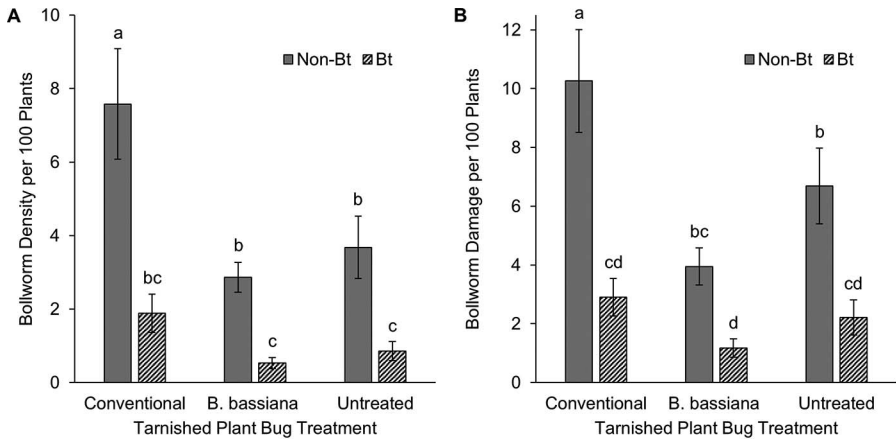 A
Bollworm Density per 100 Plants
10
8
6
4
2
0
Non-Bt Bt
a
bc
b
c
b
c
Conventional B. bassiana Untreated
Tarnished Plant Bug Treatment
B
Bollworm Damage per 100 Plants
12
10
8
6
4
2
0
Non-Bt Bt
a
cd
bc
d
b
cd
Conventional B. bassiana Untreated
Tarnished Plant Bug Treatment